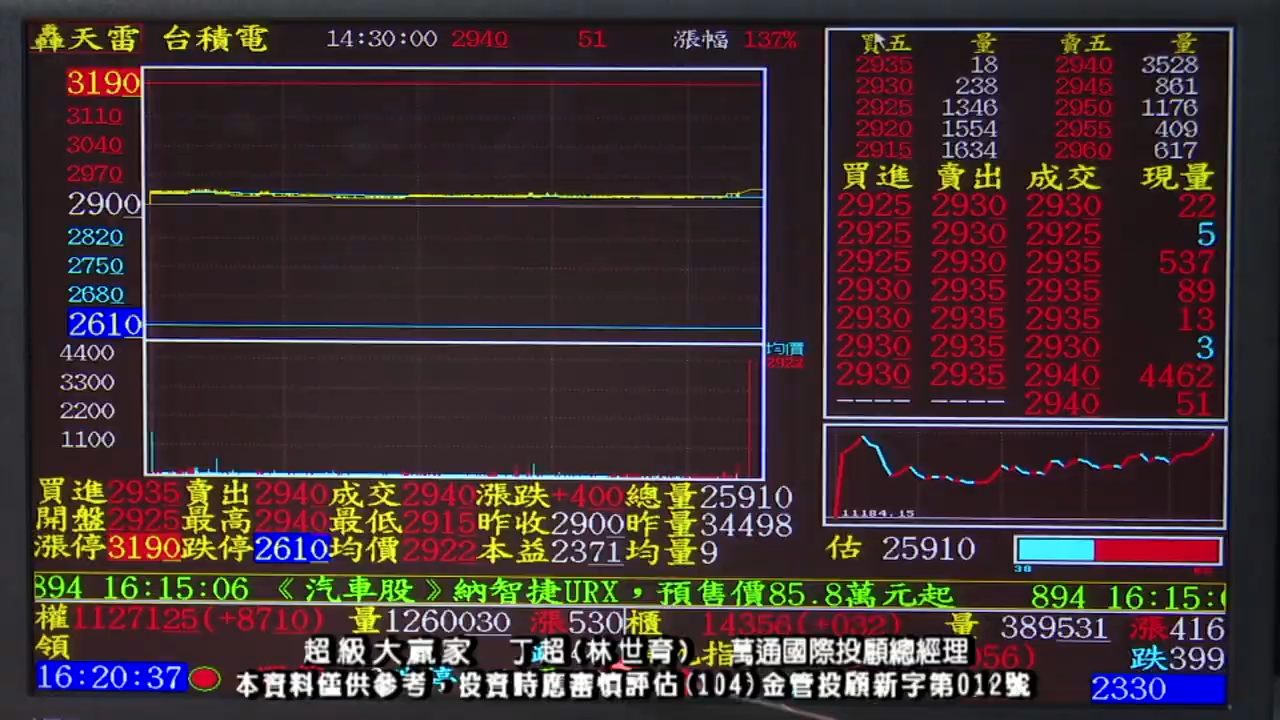 轟天雷 台積電 14:30:00 2940 51 漲幅 137%
3190
3110
3040
2970
2900
2820
2750
2680
2610
4400
3300
2200
1100
均價
2922
買五 量 賣五 量
2935 18 2940 3528
2930 238 2945 861
2925 1346 2950 1176
2920 1554 2955 409
2915 1634 2960 617
買進 賣出 成交 現量
2925 2930 2930 22
2925 2930 2925 5
2925 2930 2935 537
2930 2935 2935 89
2930 2935 2935 13
2930 2935 2930 3
2930 2935 2940 4462
---- ---- 2940 51
11184.15
買進2935賣出2940成交2940漲跌+400總量25910
開盤2925最高2940最低2915昨收2900昨量34498
漲停3190跌停2610均價2922本益2371均量9
估 25910
38
894 16:15:06 《汽車股》納智捷URX，預售價85.8萬元起 894 16:15:0
權1127125(+8710) 量1260030 漲530櫃 14356(+032) 量 389531 漲416
領
跌399
超級大贏家 丁超(林世育) 萬通國際投顧總經理
16:20:37
本資料僅供參考，投資時應審慎評估(104)金管投顧新字第012號
2330